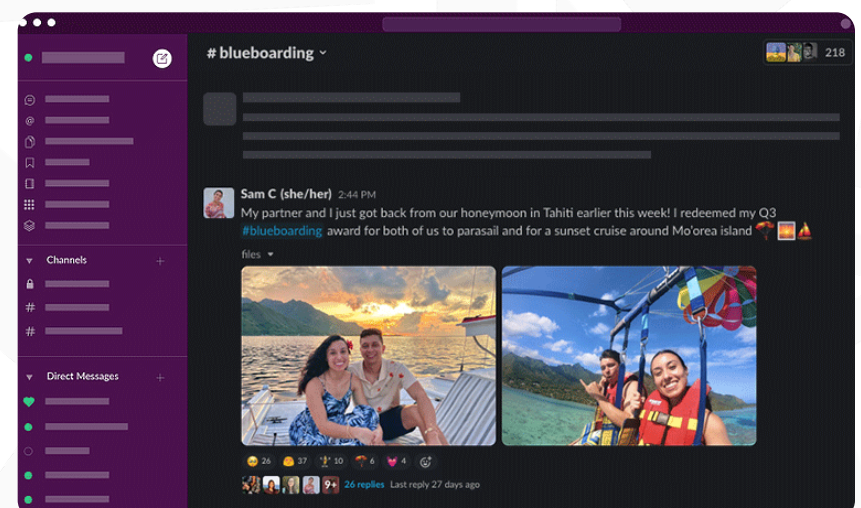 # blueboarding
218
Sam C (she/her) 2:44 PM
My partner and I just got back from our honeymoon in Tahiti earlier this week! I redeemed my Q3
#blueboarding award for both of us to parasail and for a sunset cruise around Mo'orea island
files
Channels
Direct Messages
26 37 10 6 4
9+ 26 replies Last reply 27 days ago